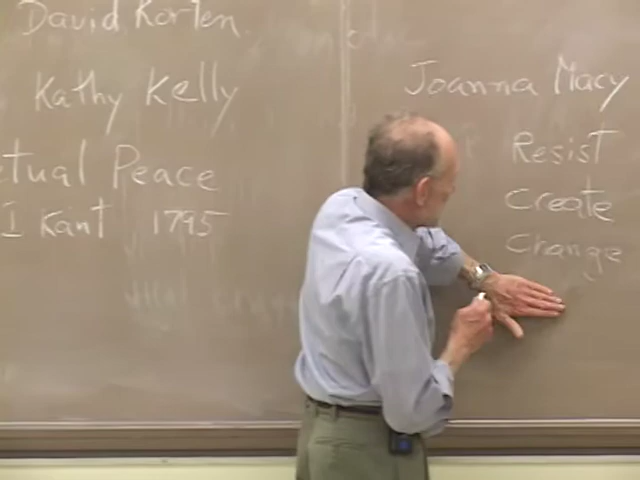 David Korten
Kathy Kelly
etual Peace
I Kant 1795
Joanna Macy
Resist
Create
Change